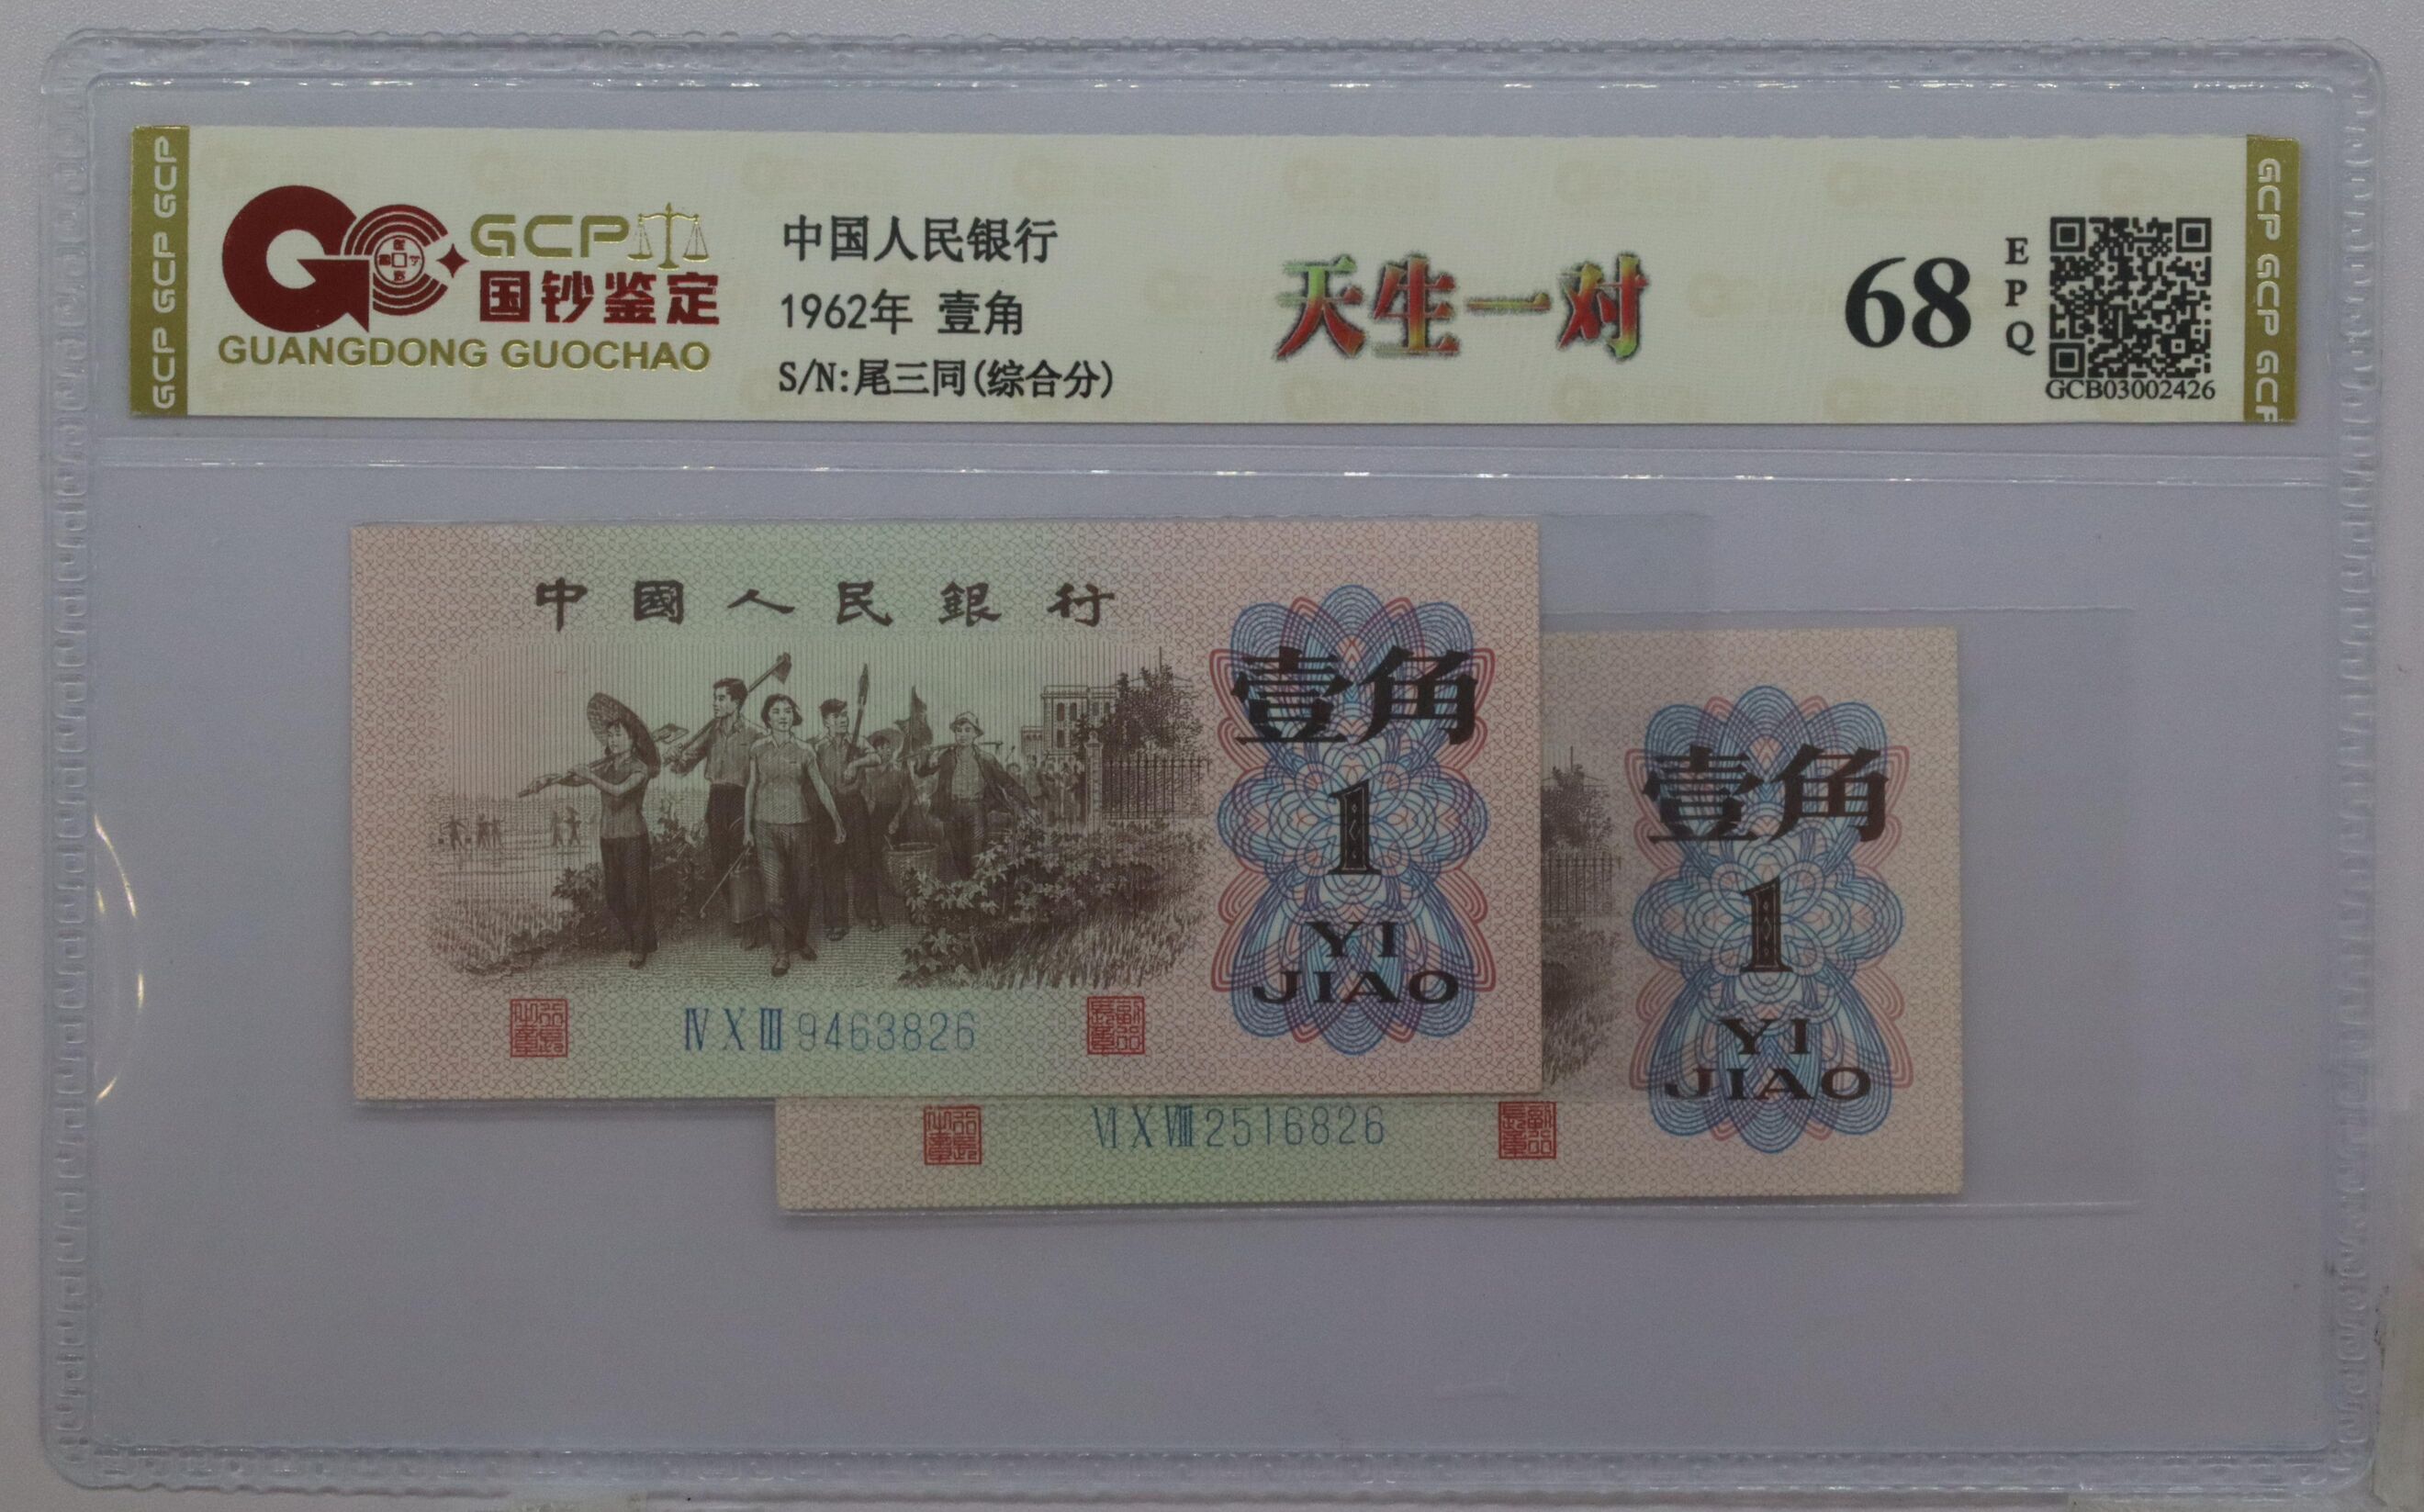 GCP GCP GCP
GCP
国钞鉴定
GUANGDONG GUOCHAO
中国人民银行
1962年 壹角
S/N:尾三同(综合分)
天生一对
68
EPQ
GCB03002426
GCP GCP GCP
中國人民銀行
壹角
1
YI
JIAO
IV X III 9463826
壹角
1
YI
JIAO
VI X VIII 2516826